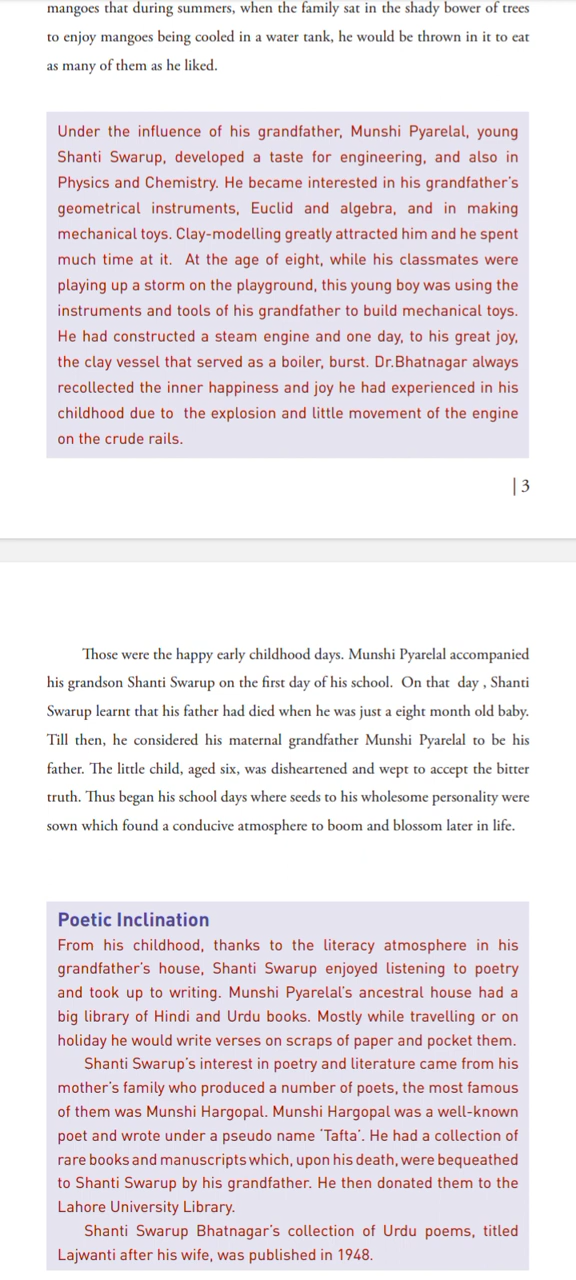 mangoes that during summers, when the family sat in the shady bower of trees
to enjoy mangoes being cooled in a water tank, he would be thrown in it to eat
as many of them as he liked.
Under the influence of his grandfather, Munshi Pyarelal, young
Shanti Swarup, developed a taste for engineering, and also in
Physics and Chemistry. He became interested in his grandfather's
geometrical instruments, Euclid and algebra, and in making
mechanical toys. Clay-modelling greatly attracted him and he spent
much time at it. At the age of eight, while his classmates were
playing up a storm on the playground, this young boy was using the
instruments and tools of his grandfather to build mechanical toys.
He had constructed a steam engine and one day, to his great joy,
the clay vessel that served as a boiler, burst. Dr.Bhatnagar always
recollected the inner happiness and joy he had experienced in his
childhood due to the explosion and little movement of the engine
on the crude rails.
| 3
Those were the happy early childhood days. Munshi Pyarelal accompanied
his grandson Shanti Swarup on the first day of his school. On that day , Shanti
Swarup learnt that his father had died when he was just a eight month old baby.
Till then, he considered his maternal grandfather Munshi Pyarelal to be his
father. The little child, aged six, was disheartened and wept to accept the bitter
truth. Thus began his school days where seeds to his wholesome personality were
sown which found a conducive atmosphere to boom and blossom later in life.
Poetic Inclination
From his childhood, thanks to the literacy atmosphere in his
grandfather's house, Shanti Swarup enjoyed listening to poetry
and took up to writing. Munshi Pyarelal's ancestral house had a
big library of Hindi and Urdu books. Mostly while travelling or on
holiday he would write verses on scraps of paper and pocket them.
Shanti Swarup's interest in poetry and literature came from his
mother's family who produced a number of poets, the most famous
of them was Munshi Hargopal. Munshi Hargopal was a well-known
poet and wrote under a pseudo name 'Tafta'. He had a collection of
rare books and manuscripts which, upon his death, were bequeathed
to Shanti Swarup by his grandfather. He then donated them to the
Lahore University Library.
Shanti Swarup Bhatnagar's collection of Urdu poems, titled
Lajwanti after his wife, was published in 1948.